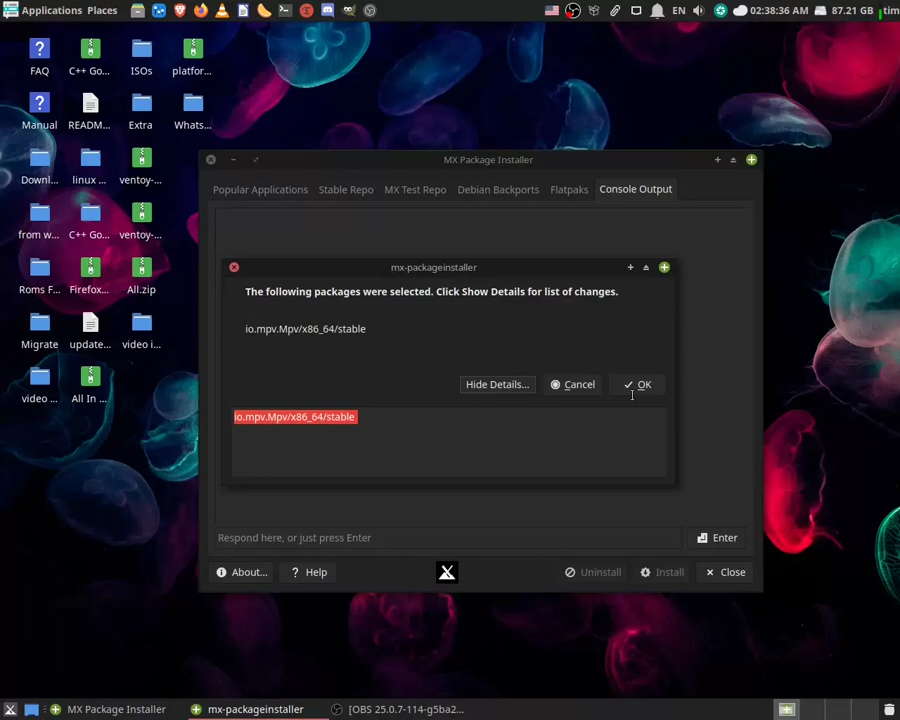 Applications Places
EN
02:38:36 AM
87.21 GB
tim
FAQ
C++ Go...
ISOs
platfor...
Manual
READM...
Extra
Whats...
Downl...
linux ...
ventoy-...
from w...
C++ Go...
ventoy-...
Roms F...
Firefox...
All.zip
Migrate
update...
video i...
video ...
All In ...
MX Package Installer
Popular Applications
Stable Repo
MX Test Repo
Debian Backports
Flatpaks
Console Output
mx-packageinstaller
The following packages were selected. Click Show Details for list of changes.
io.mpv.Mpv/x86_64/stable
Hide Details...
Cancel
OK
io.mpv.Mpv/x86_64/stable
Respond here, or just press Enter
Enter
About...
? Help
Uninstall
Install
Close
MX Package Installer
mx-packageinstaller
[OBS 25.0.7-114-g5ba2...